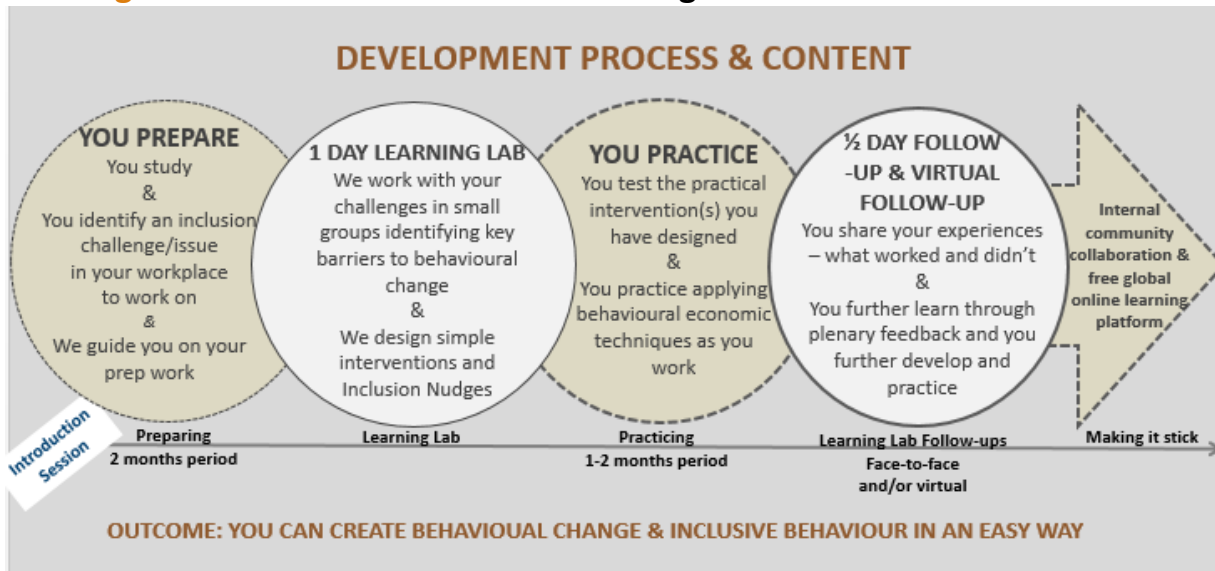 DEVELOPMENT PROCESS & CONTENT
YOU PREPARE
You study
&
You identify an inclusion
challenge/issue
in your workplace
to work on
&
We guide you on your
prep work
1 DAY LEARNING LAB
We work with your
challenges in small
groups identifying key
barriers to behavioural
change
&
We design simple
interventions and
Inclusion Nudges
YOU PRACTICE
You test the practical
intervention(s) you
have designed
&
You practice applying
behavioural economic
techniques as you
work
½ DAY FOLLOW
-UP & VIRTUAL
FOLLOW-UP
You share your experiences
– what worked and didn't
&
You further learn through
plenary feedback and you
further develop and
practice
Internal
community
collaboration &
free global
online learning
platform
Introduction
Session
Preparing
2 months period
Learning Lab
Practicing
1-2 months period
Learning Lab Follow-ups
Face-to-face
and/or virtual
Making it stick
OUTCOME: YOU CAN CREATE BEHAVIOUAL CHANGE & INCLUSIVE BEHAVIOUR IN AN EASY WAY